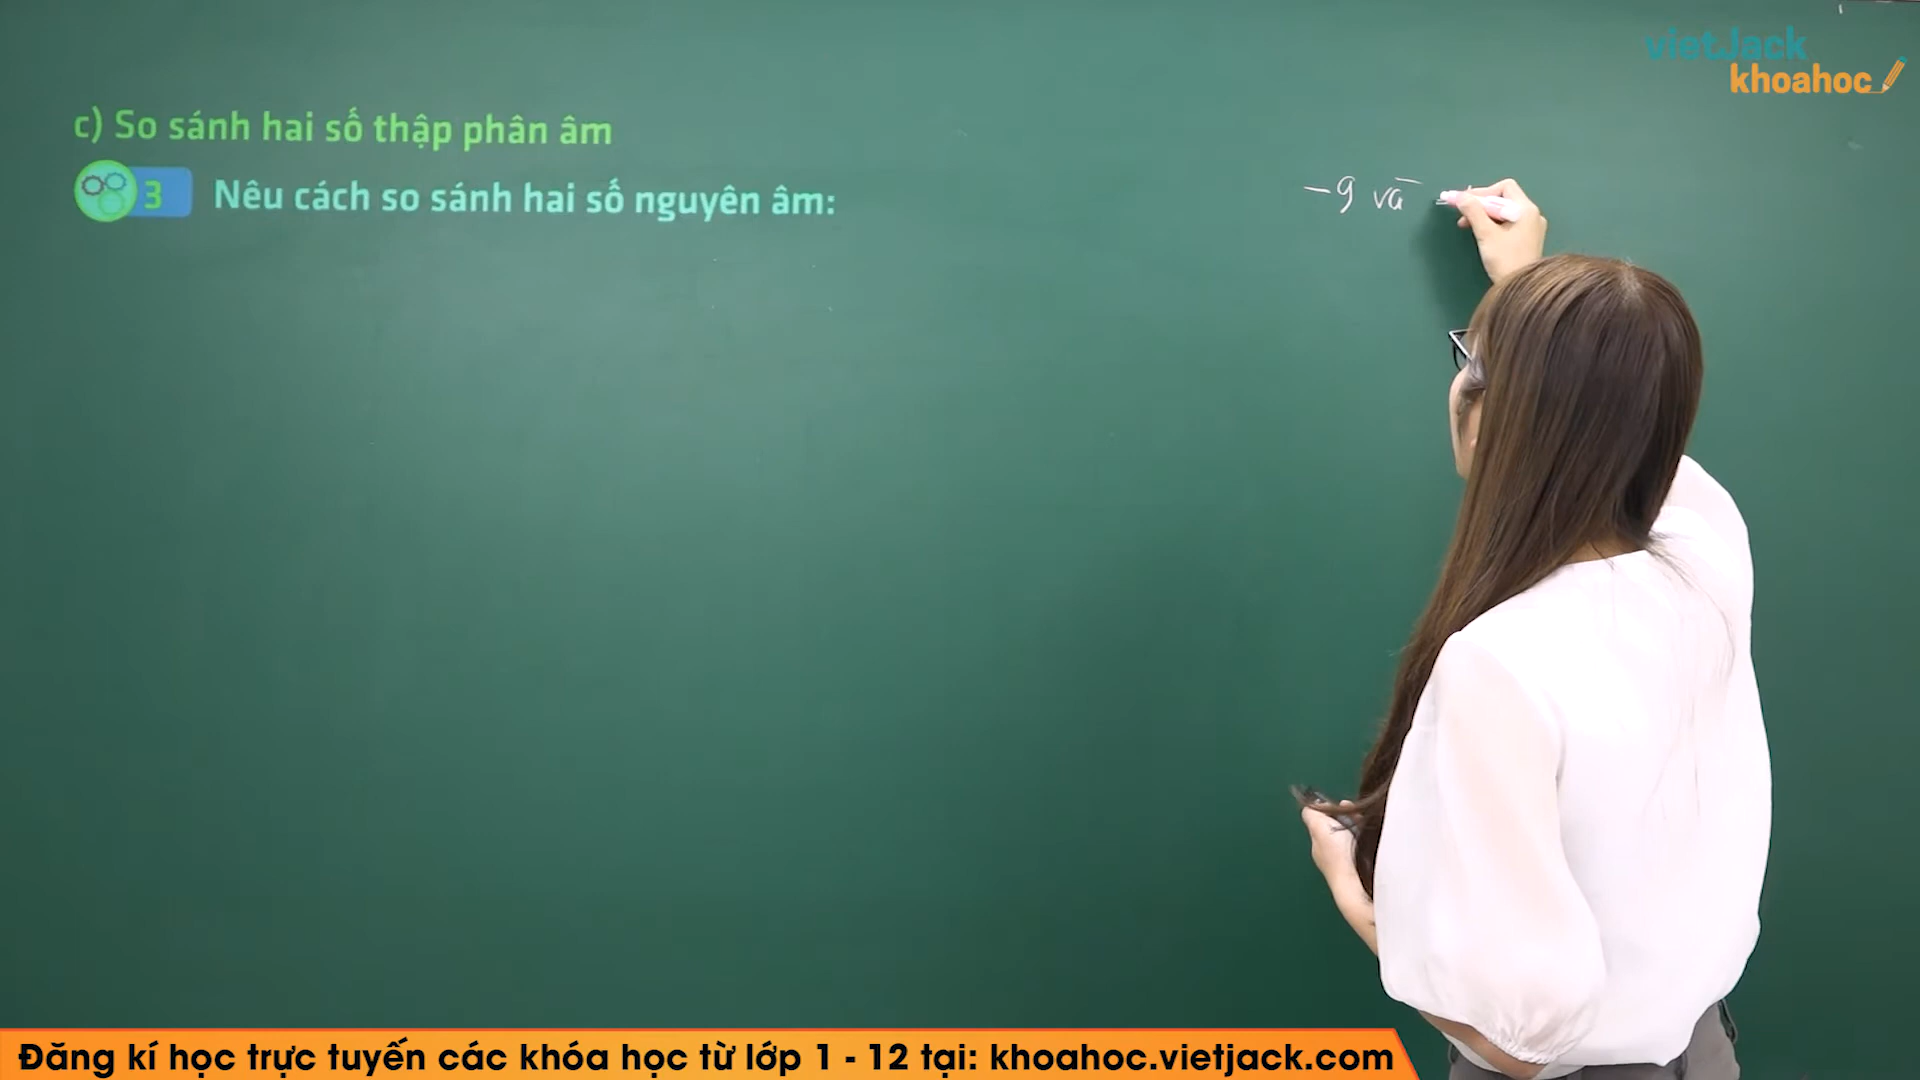 vietJack
khoahoc
c) So sánh hai số thập phân âm
3 Nêu cách so sánh hai số nguyên âm:
-9 và -
Đăng kí học trực tuyến các khóa học từ lớp 1 - 12 tại: khoahoc.vietjack.com